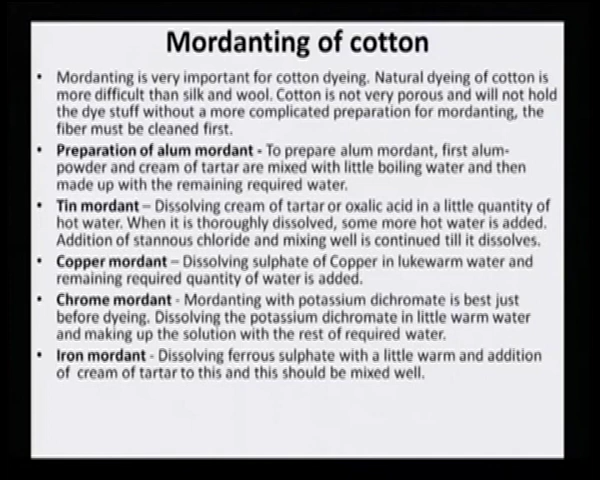 Mordanting of cotton
• Mordanting is very important for cotton dyeing. Natural dyeing of cotton is
more difficult than silk and wool. Cotton is not very porous and will not hold
the dye stuff without a more complicated preparation for mordanting, the
fiber must be cleaned first.
• Preparation of alum mordant - To prepare alum mordant, first alum-
powder and cream of tartar are mixed with little boiling water and then
made up with the remaining required water.
• Tin mordant – Dissolving cream of tartar or oxalic acid in a little quantity of
hot water. When it is thoroughly dissolved, some more hot water is added.
Addition of stannous chloride and mixing well is continued till it dissolves.
• Copper mordant – Dissolving sulphate of Copper in lukewarm water and
remaining required quantity of water is added.
• Chrome mordant - Mordanting with potassium dichromate is best just
before dyeing. Dissolving the potassium dichromate in little warm water
and making up the solution with the rest of required water.
• Iron mordant - Dissolving ferrous sulphate with a little warm and addition
of cream of tartar to this and this should be mixed well.